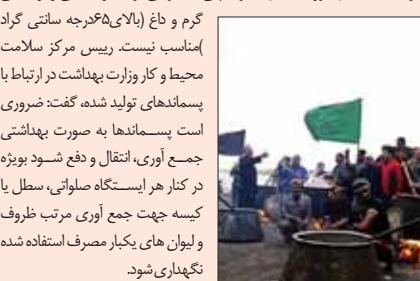 گرم و داغ (بالای۶۵درجه سانتی گراد
)مناسب نیست. رییس مرکز سلامت
محیط و کار وزارت بهداشت در ارتباط با
پسماندهای تولید شده، گفت: ضروری
است پســماندها به صورت بهداشتی
جمــع آوری، انتقال و دفع شــود بویژه
در کنار هر ایســتگاه صلواتی، سطل یا
کیسه جهت جمع آوری مرتب ظروف
و لیوان های یکبار مصرف استفاده شده
نگهداری شود.